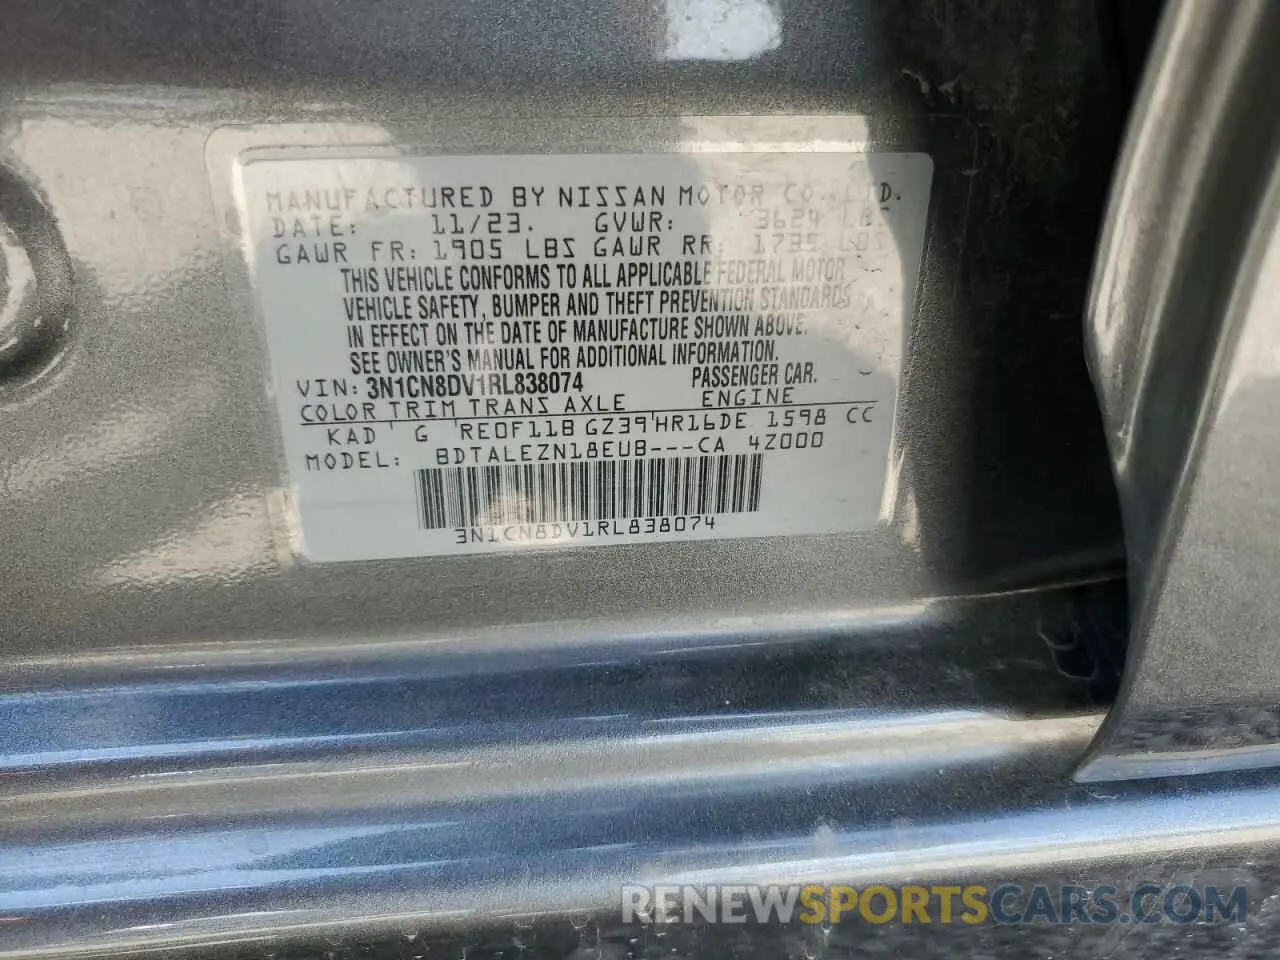 MANUFACTURED BY NISSAN MOTOR CO., LTD.
DATE: 11/23. GVWR: 3624 LBS
GAWR FR: 1905 LBS GAWR RR: 1735 LBS
THIS VEHICLE CONFORMS TO ALL APPLICABLE FEDERAL MOTOR
VEHICLE SAFETY, BUMPER AND THEFT PREVENTION STANDARDS
IN EFFECT ON THE DATE OF MANUFACTURE SHOWN ABOVE.
SEE OWNER'S MANUAL FOR ADDITIONAL INFORMATION.
VIN: 3N1CN8DV1RL838074 PASSENGER CAR.
COLOR TRIM TRANS AXLE ENGINE
KAD G RE0F11B GZ39 HR16DE 1598 CC
MODEL: BDTALEZN18EUB---CA 4Z000
3N1CN8DV1RL838074
RENEWSPORTSCARS.COM